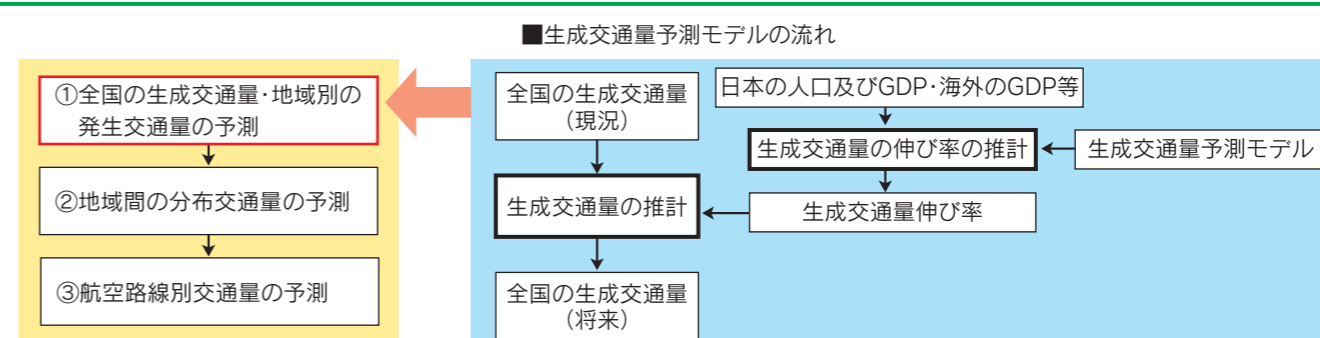 ■生成交通量予測モデルの流れ
①全国の生成交通量･地域別の
発生交通量の予測
②地域間の分布交通量の予測
③航空路線別交通量の予測
全国の生成交通量
（現況）
日本の人口及びGDP･海外のGDP等
生成交通量の伸び率の推計
生成交通量予測モデル
生成交通量の推計
生成交通量伸び率
全国の生成交通量
（将来）